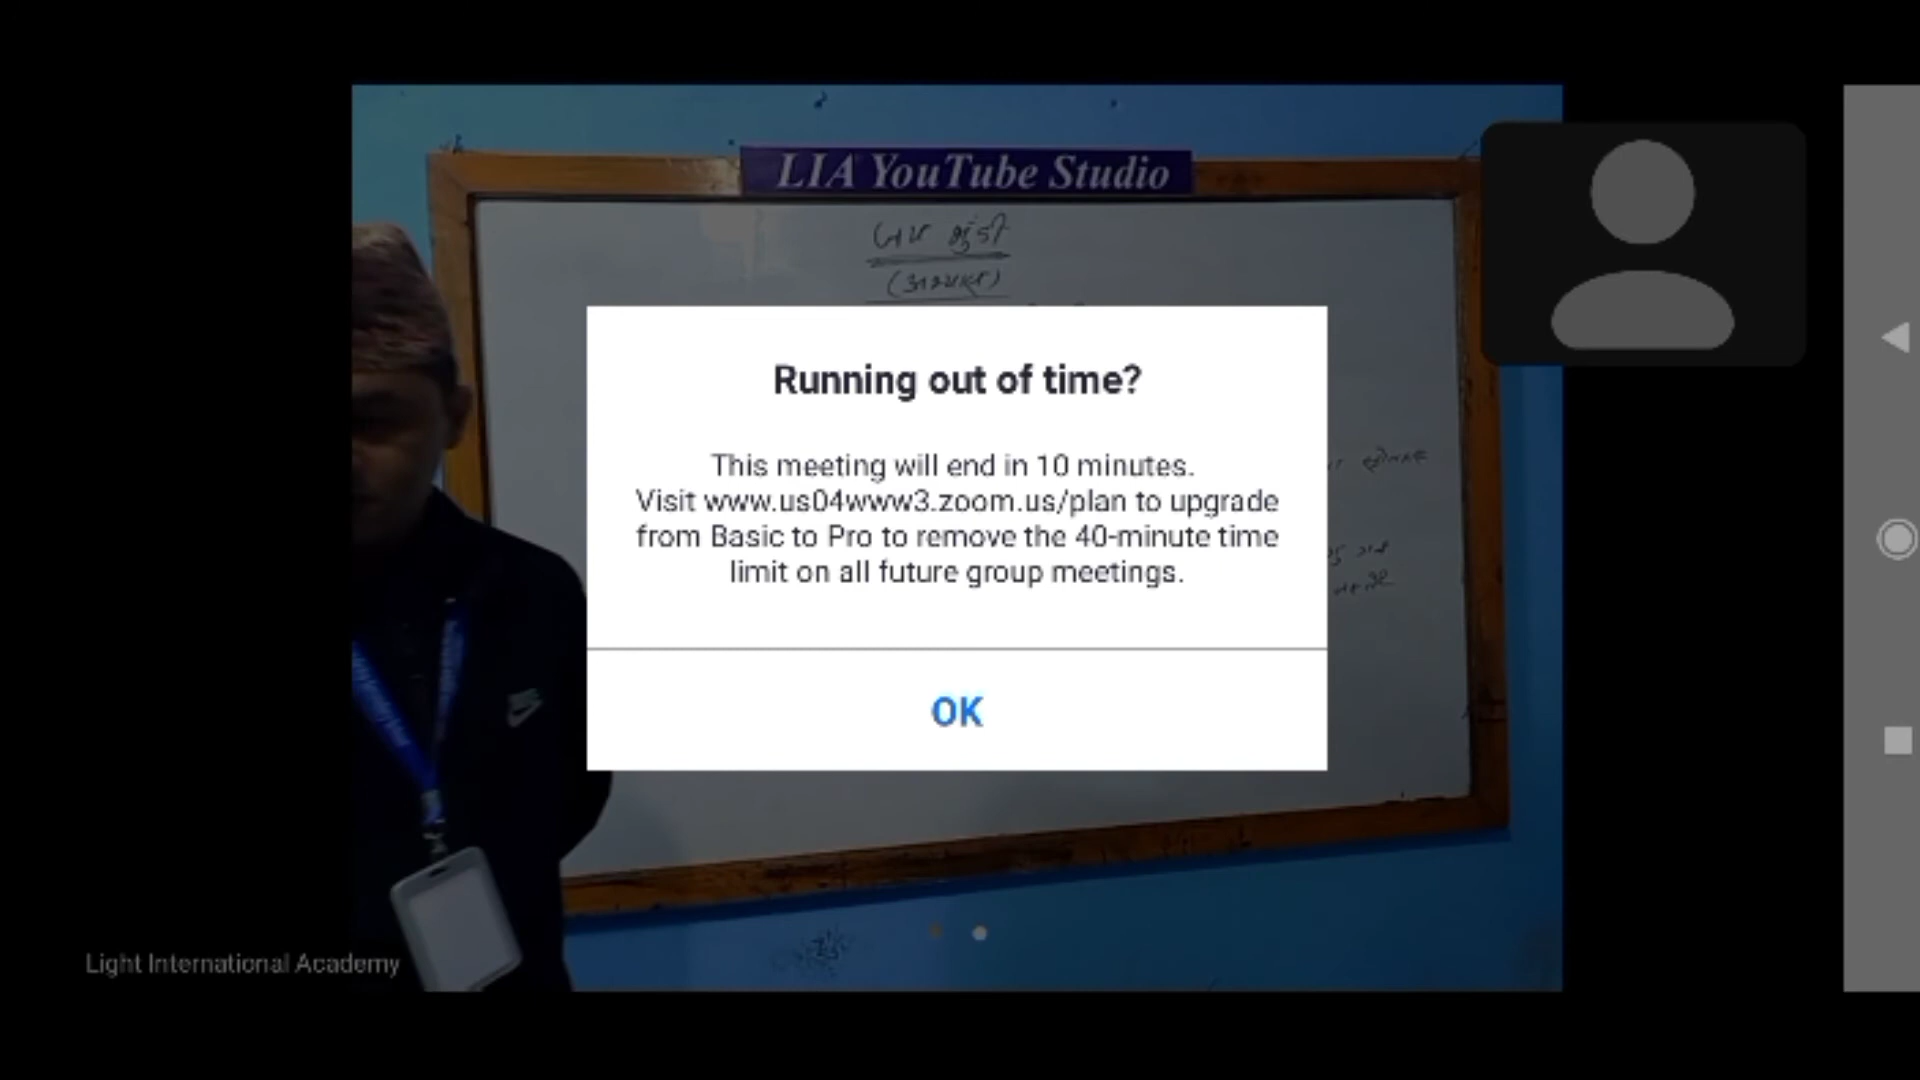 LIA YouTube Studio
Running out of time?
This meeting will end in 10 minutes.
Visit www.us04www3.zoom.us/plan to upgrade
from Basic to Pro to remove the 40-minute time
limit on all future group meetings.
OK
Light International Academy